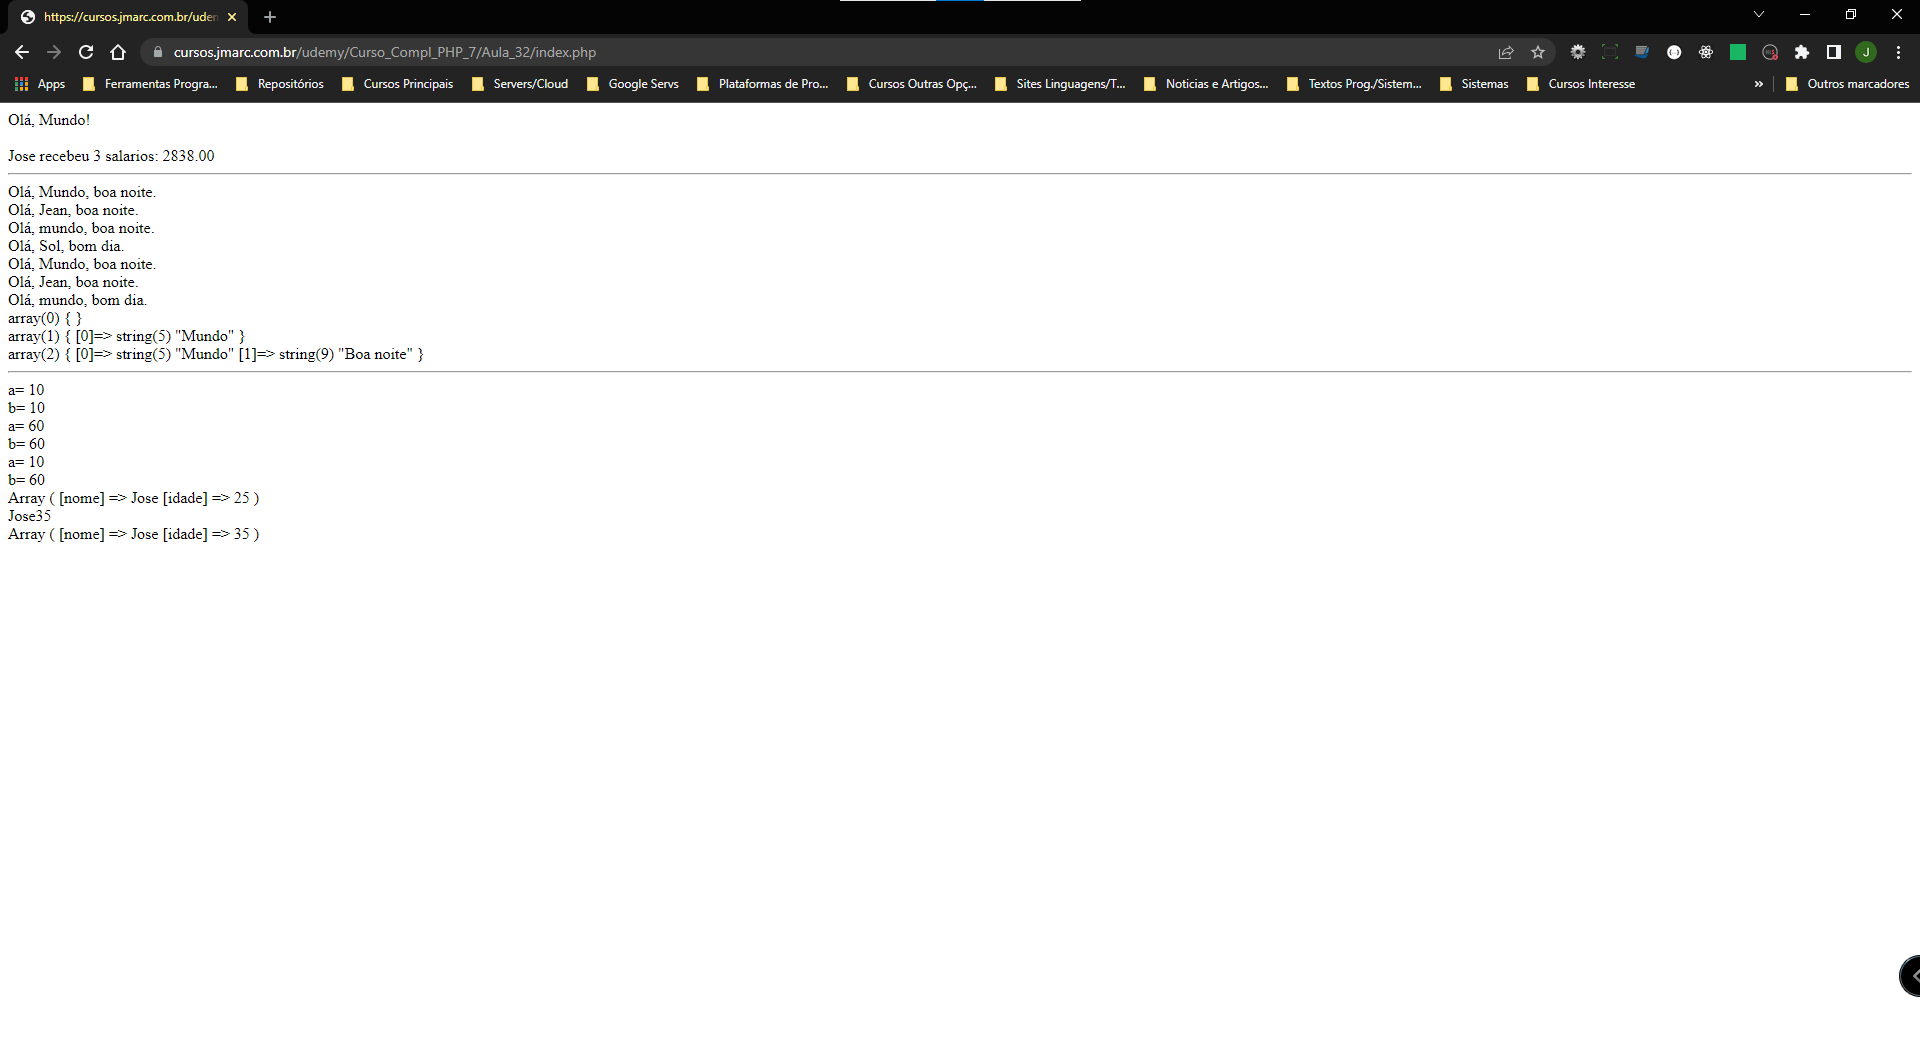 https://cursos.jmarc.com.br/uden
cursos.jmarc.com.br/udemy/Curso_Compl_PHP_7/Aula_32/index.php
J
Apps Ferramentas Progra... Repositórios Cursos Principais Servers/Cloud Google Servs Plataformas de Pro... Cursos Outras Opç... Sites Linguagens/T... Noticias e Artigos... Textos Prog./Sistem... Sistemas Cursos Interesse » Outros marcadores
Olá, Mundo!
Jose recebeu 3 salarios: 2838.00
Olá, Mundo, boa noite.
Olá, Jean, boa noite.
Olá, mundo, boa noite.
Olá, Sol, bom dia.
Olá, Mundo, boa noite.
Olá, Jean, boa noite.
Olá, mundo, bom dia.
array(0) { }
array(1) { [0]=> string(5) "Mundo" }
array(2) { [0]=> string(5) "Mundo" [1]=> string(9) "Boa noite" }
a= 10
b= 10
a= 60
b= 60
a= 10
b= 60
Array ( [nome] => Jose [idade] => 25 )
Jose35
Array ( [nome] => Jose [idade] => 35 )